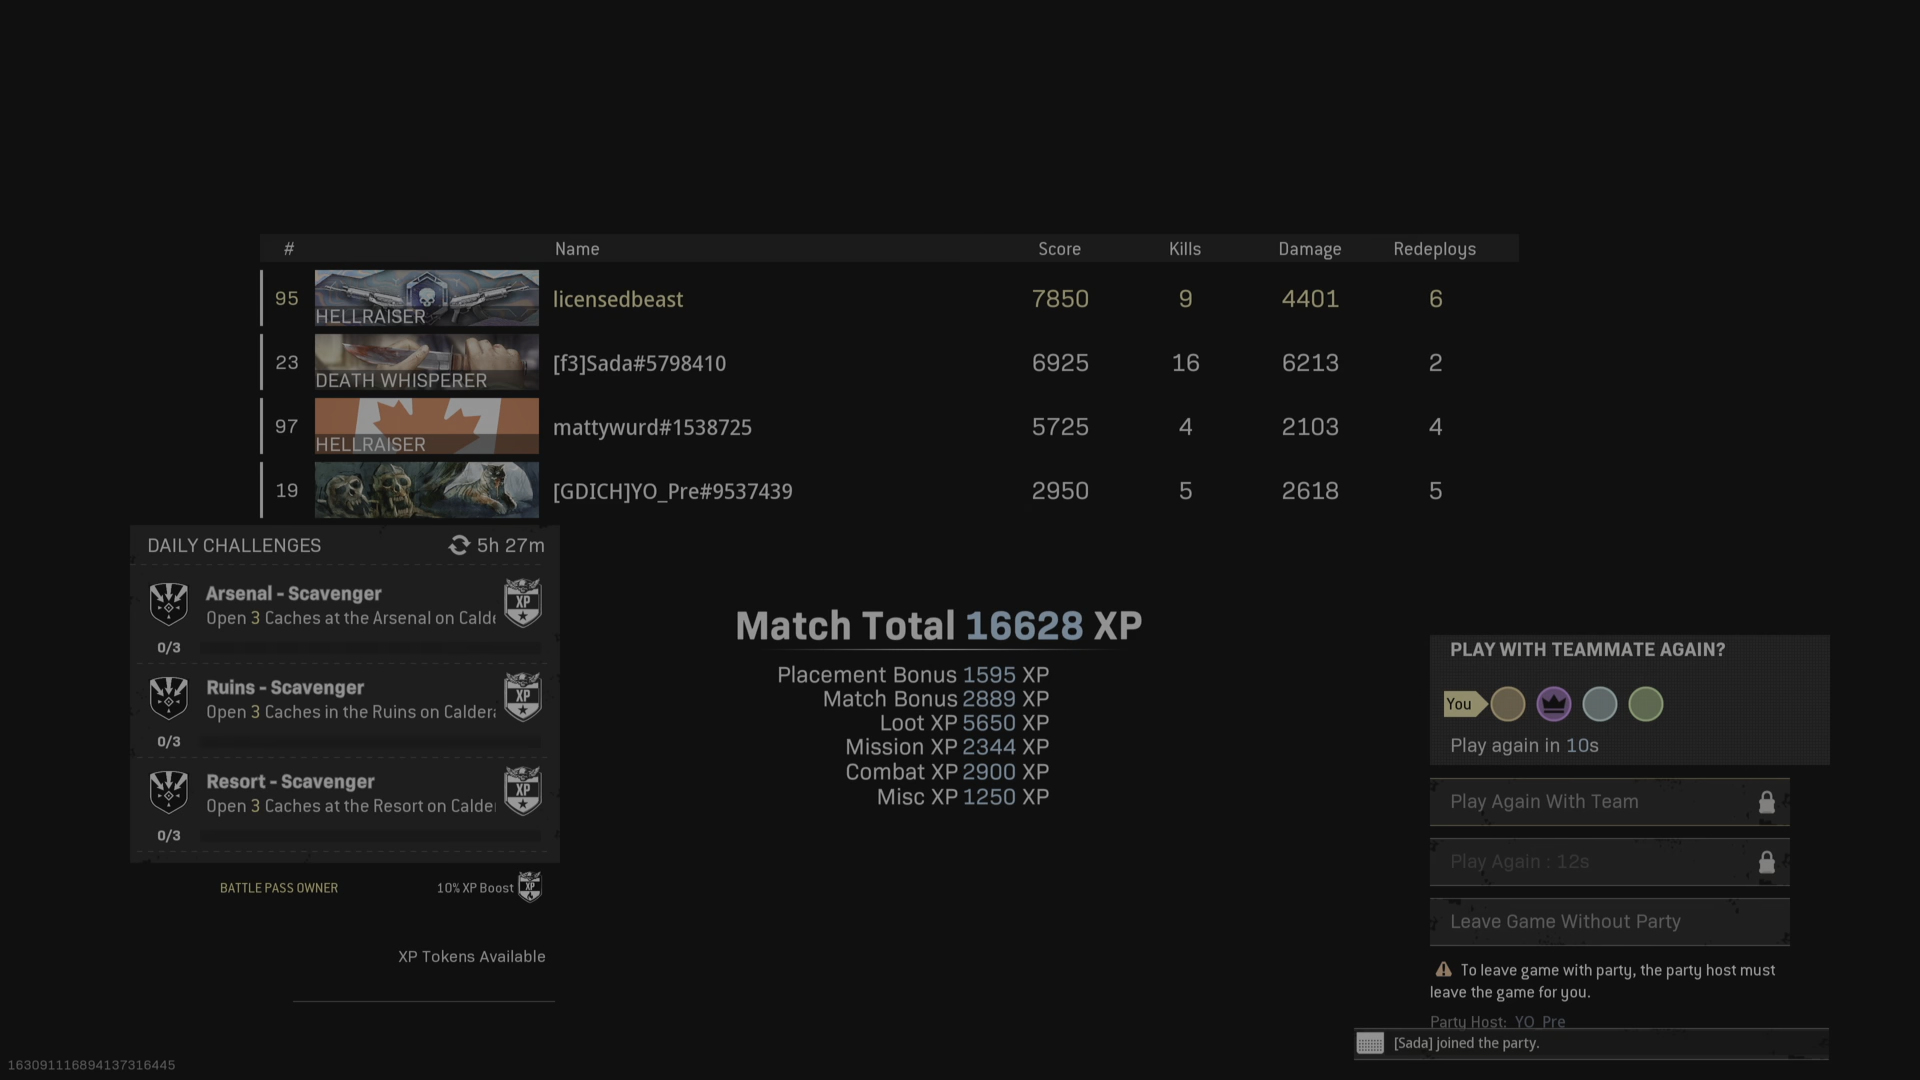 # Name Score Kills Damage Redeploys
95 HELLRAISER licensedbeast 7850 9 4401 6
23 DEATH WHISPERER [f3]Sada#5798410 6925 16 6213 2
97 HELLRAISER mattywurd#1538725 5725 4 2103 4
19 [GDICH]YO_Pre#9537439 2950 5 2618 5
DAILY CHALLENGES 5h 27m
Arsenal - Scavenger
Open 3 Caches at the Arsenal on Calde
XP
0/3
Ruins - Scavenger
Open 3 Caches in the Ruins on Caldera
XP
0/3
Resort - Scavenger
Open 3 Caches at the Resort on Calde
XP
0/3
BATTLE PASS OWNER 10% XP Boost XP
XP Tokens Available
Match Total 16628 XP
Placement Bonus 1595 XP
Match Bonus 2889 XP
Loot XP 5650 XP
Mission XP 2344 XP
Combat XP 2900 XP
Misc XP 1250 XP
PLAY WITH TEAMMATE AGAIN?
You
Play again in 10s
Play Again With Team
Play Again : 12s
Leave Game Without Party
To leave game with party, the party host must
leave the game for you.
Party Host: YO_Pre
[Sada] joined the party.
163091116894137316445